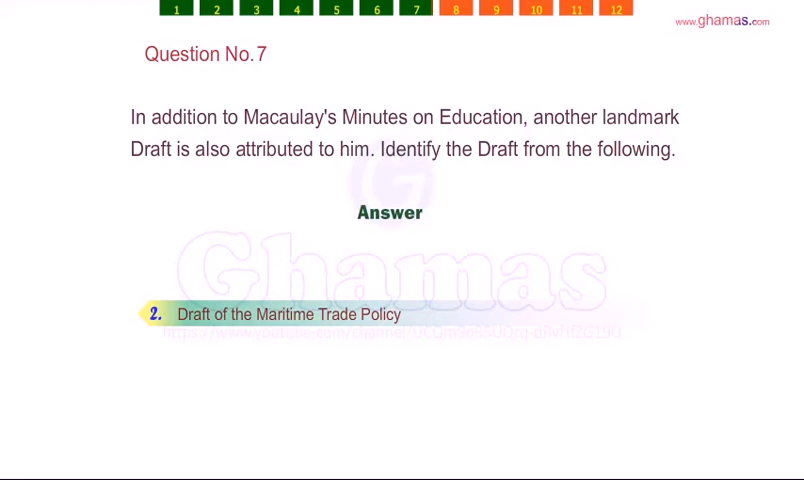 1 2 3 4 5 6 7 8 9 10 11 12
www.ghamas.com
Question No.7
In addition to Macaulay's Minutes on Education, another landmark
Draft is also attributed to him. Identify the Draft from the following.
Answer
Ghamas
2. Draft of the Maritime Trade Policy